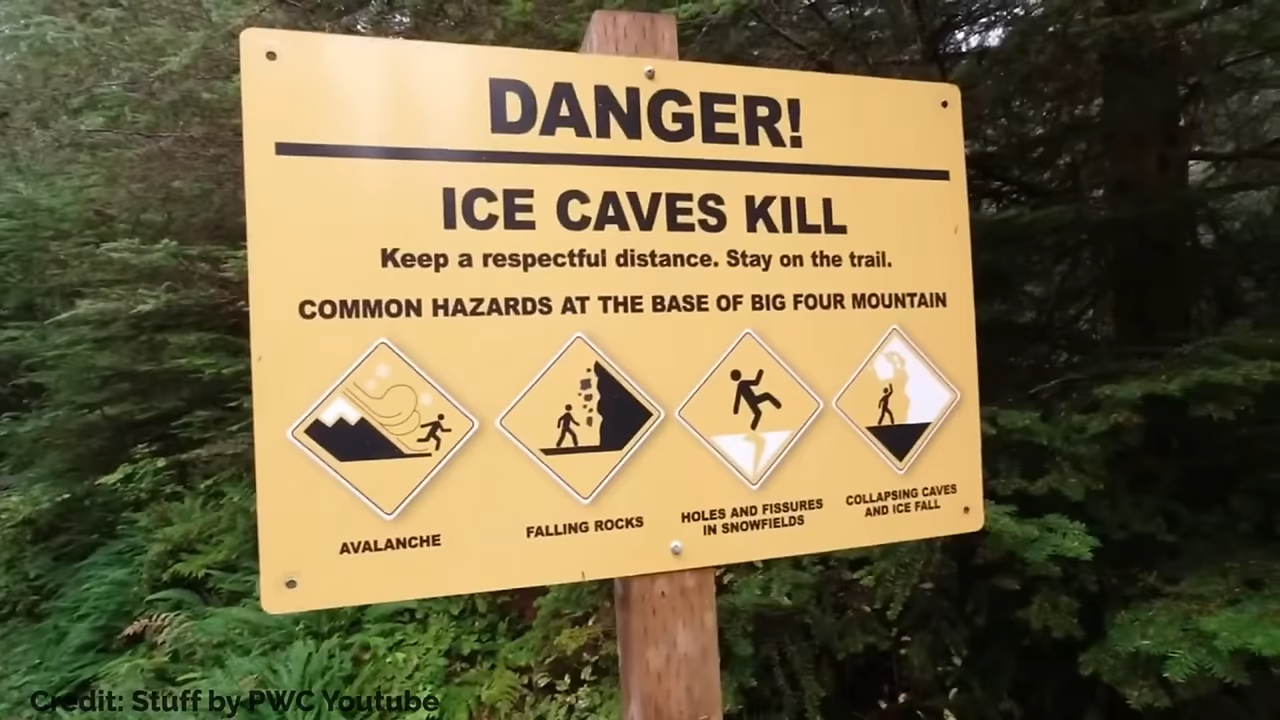 DANGER!
ICE CAVES KILL
Keep a respectful distance. Stay on the trail.
COMMON HAZARDS AT THE BASE OF BIG FOUR MOUNTAIN
AVALANCHE
FALLING ROCKS
HOLES AND FISSURES
IN SNOWFIELDS
COLLAPSING CAVES
AND ICE FALL
Credit: Stuff by PWC Youtube